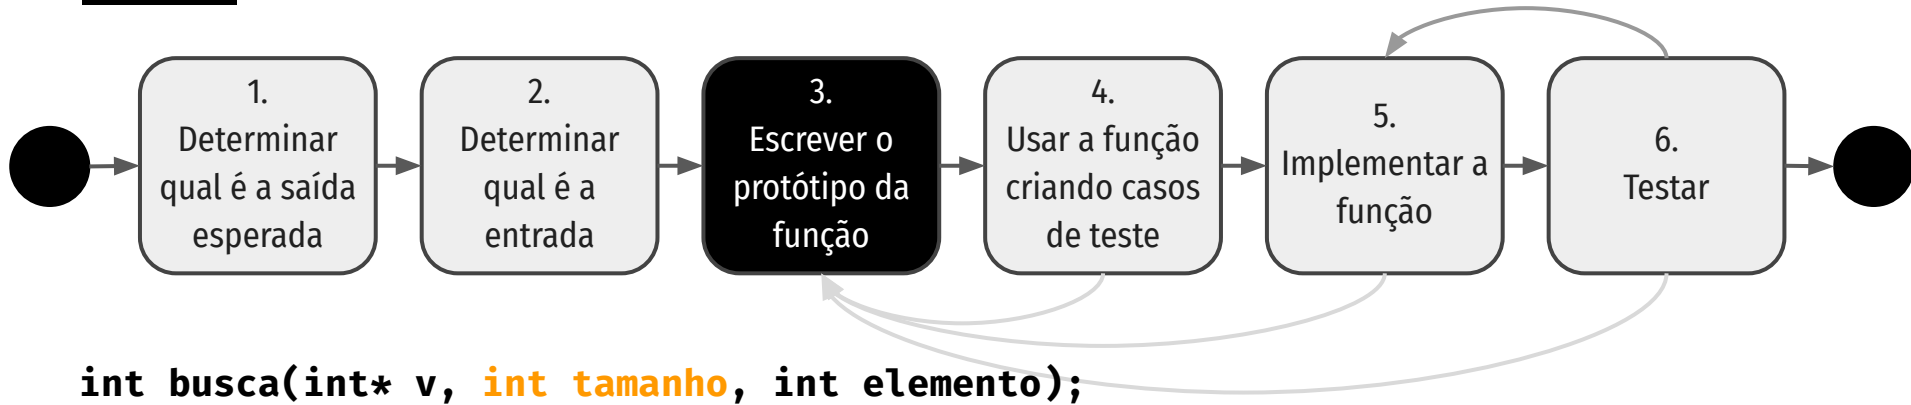 1.
Determinar
qual é a saída
esperada
2.
Determinar
qual é a
entrada
3.
Escrever o
protótipo da
função
4.
Usar a função
criando casos
de teste
5.
Implementar a
função
6.
Testar
int busca(int* v, int tamanho, int elemento);